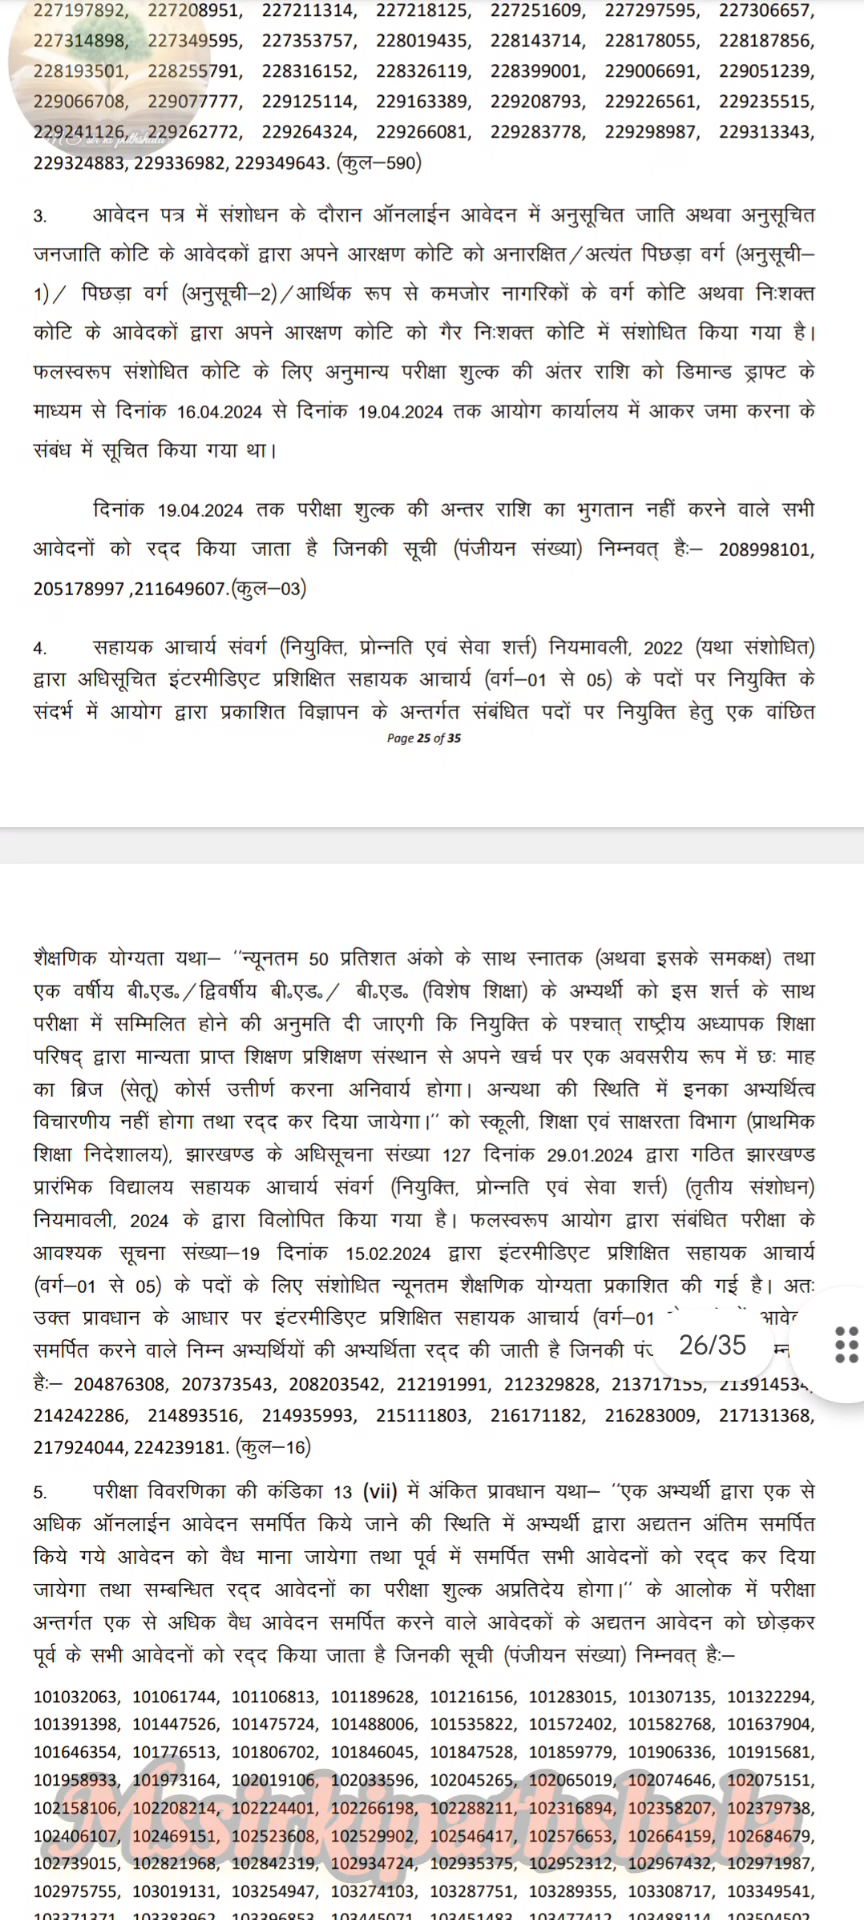 227197892, 227208951, 227211314, 227218125, 227251609, 227297595, 227306657,
227314898, 227349595, 227353757, 228019435, 228143714, 228178055, 228187856,
228193501, 228255791, 228316152, 228326119, 228399001, 229006691, 229051239,
229066708, 229077777, 229125114, 229163389, 229208793, 229226561, 229235515,
229241126, 229262772, 229264324, 229266081, 229283778, 229298987, 229313343,
229324883, 229336982, 229349643. (कुल–590)
3. आवेदन पत्र में संशोधन के दौरान ऑनलाईन आवेदन में अनुसूचित जाति अथवा अनुसूचित
जनजाति कोटि के आवेदकों द्वारा अपने आरक्षण कोटि को अनारक्षित/अत्यंत पिछड़ा वर्ग (अनुसूची–
1)/ पिछड़ा वर्ग (अनुसूची–2)/आर्थिक रूप से कमजोर नागरिकों के वर्ग कोटि अथवा निःशक्त
कोटि के आवेदकों द्वारा अपने आरक्षण कोटि को गैर निःशक्त कोटि में संशोधित किया गया है।
फलस्वरूप संशोधित कोटि के लिए अनुमान्य परीक्षा शुल्क की अंतर राशि को डिमान्ड ड्राफ्ट के
माध्यम से दिनांक 16.04.2024 से दिनांक 19.04.2024 तक आयोग कार्यालय में आकर जमा करना के
संबंध में सूचित किया गया था।
दिनांक 19.04.2024 तक परीक्षा शुल्क की अन्तर राशि का भुगतान नहीं करने वाले सभी
आवेदनों को रद्द किया जाता है जिनकी सूची (पंजीयन संख्या) निम्नवत् है:– 208998101,
205178997 ,211649607.(कुल–03)
4. सहायक आचार्य संवर्ग (नियुक्ति, प्रोन्नति एवं सेवा शर्त्त) नियमावली, 2022 (यथा संशोधित)
द्वारा अधिसूचित इंटरमीडिएट प्रशिक्षित सहायक आचार्य (वर्ग–01 से 05) के पदों पर नियुक्ति के
संदर्भ में आयोग द्वारा प्रकाशित विज्ञापन के अन्तर्गत संबंधित पदों पर नियुक्ति हेतु एक वांछित
Page 25 of 35
शैक्षणिक योग्यता यथा– ''न्यूनतम 50 प्रतिशत अंको के साथ स्नातक (अथवा इसके समकक्ष) तथा
एक वर्षीय बी०एड०/द्विवर्षीय बी०एड०/ बी०एड० (विशेष शिक्षा) के अभ्यर्थी को इस शर्त्त के साथ
परीक्षा में सम्मिलित होने की अनुमति दी जाएगी कि नियुक्ति के पश्चात् राष्ट्रीय अध्यापक शिक्षा
परिषद् द्वारा मान्यता प्राप्त शिक्षण प्रशिक्षण संस्थान से अपने खर्च पर एक अवसरीय रूप में छः माह
का ब्रिज (सेतू) कोर्स उत्तीर्ण करना अनिवार्य होगा। अन्यथा की स्थिति में इनका अभ्यर्थित्व
विचारणीय नहीं होगा तथा रद्द कर दिया जायेगा।'' को स्कूली, शिक्षा एवं साक्षरता विभाग (प्राथमिक
शिक्षा निदेशालय), झारखण्ड के अधिसूचना संख्या 127 दिनांक 29.01.2024 द्वारा गठित झारखण्ड
प्रारंभिक विद्यालय सहायक आचार्य संवर्ग (नियुक्ति, प्रोन्नति एवं सेवा शर्त्त) (तृतीय संशोधन)
नियमावली, 2024 के द्वारा विलोपित किया गया है। फलस्वरूप आयोग द्वारा संबंधित परीक्षा के
आवश्यक सूचना संख्या–19 दिनांक 15.02.2024 द्वारा इंटरमीडिएट प्रशिक्षित सहायक आचार्य
(वर्ग–01 से 05) के पदों के लिए संशोधित न्यूनतम शैक्षणिक योग्यता प्रकाशित की गई है। अतः
उक्त प्रावधान के आधार पर इंटरमीडिएट प्रशिक्षित सहायक आचार्य (वर्ग–01
समर्पित करने वाले निम्न अभ्यर्थियों की अभ्यर्थिता रद्द की जाती है जिनकी
26/35
है:– 204876308, 207373543, 208203542, 212191991, 212329828, 213717155, 213914534,
214242286, 214893516, 214935993, 215111803, 216171182, 216283009, 217131368,
217924044, 224239181. (कुल–16)
5. परीक्षा विवरणिका की कंडिका 13 (vii) में अंकित प्रावधान यथा– ''एक अभ्यर्थी द्वारा एक से
अधिक ऑनलाईन आवेदन समर्पित किये जाने की स्थिति में अभ्यर्थी द्वारा अद्यतन अंतिम समर्पित
किये गये आवेदन को वैध माना जायेगा तथा पूर्व में समर्पित सभी आवेदनों को रद्द कर दिया
जायेगा तथा सम्बन्धित रद्द आवेदनों का परीक्षा शुल्क अप्रतिदेय होगा।'' के आलोक में परीक्षा
अन्तर्गत एक से अधिक वैध आवेदन समर्पित करने वाले आवेदकों के अद्यतन आवेदन को छोड़कर
पूर्व के सभी आवेदनों को रद्द किया जाता है जिनकी सूची (पंजीयन संख्या) निम्नवत् है:–
101032063, 101061744, 101106813, 101189628, 101216156, 101283015, 101307135, 101322294,
101391398, 101447526, 101475724, 101488006, 101535822, 101572402, 101582768, 101637904,
101646354, 101776513, 101806702, 101846045, 101847528, 101859779, 101906336, 101915681,
101958933, 101973164, 102019106, 102033596, 102045265, 102065019, 102074646, 102075151,
102158106, 102208214, 102224401, 102266198, 102288211, 102316894, 102358207, 102379738,
102406107, 102469151, 102523608, 102529902, 102546417, 102576653, 102664159, 102684679,
Mssirkipathshala
102739015, 102821968, 102842319, 102934724, 102935375, 102952312, 102967432, 102971987,
102975755, 103019131, 103254947, 103274103, 103287751, 103289355, 103308717, 103349541,